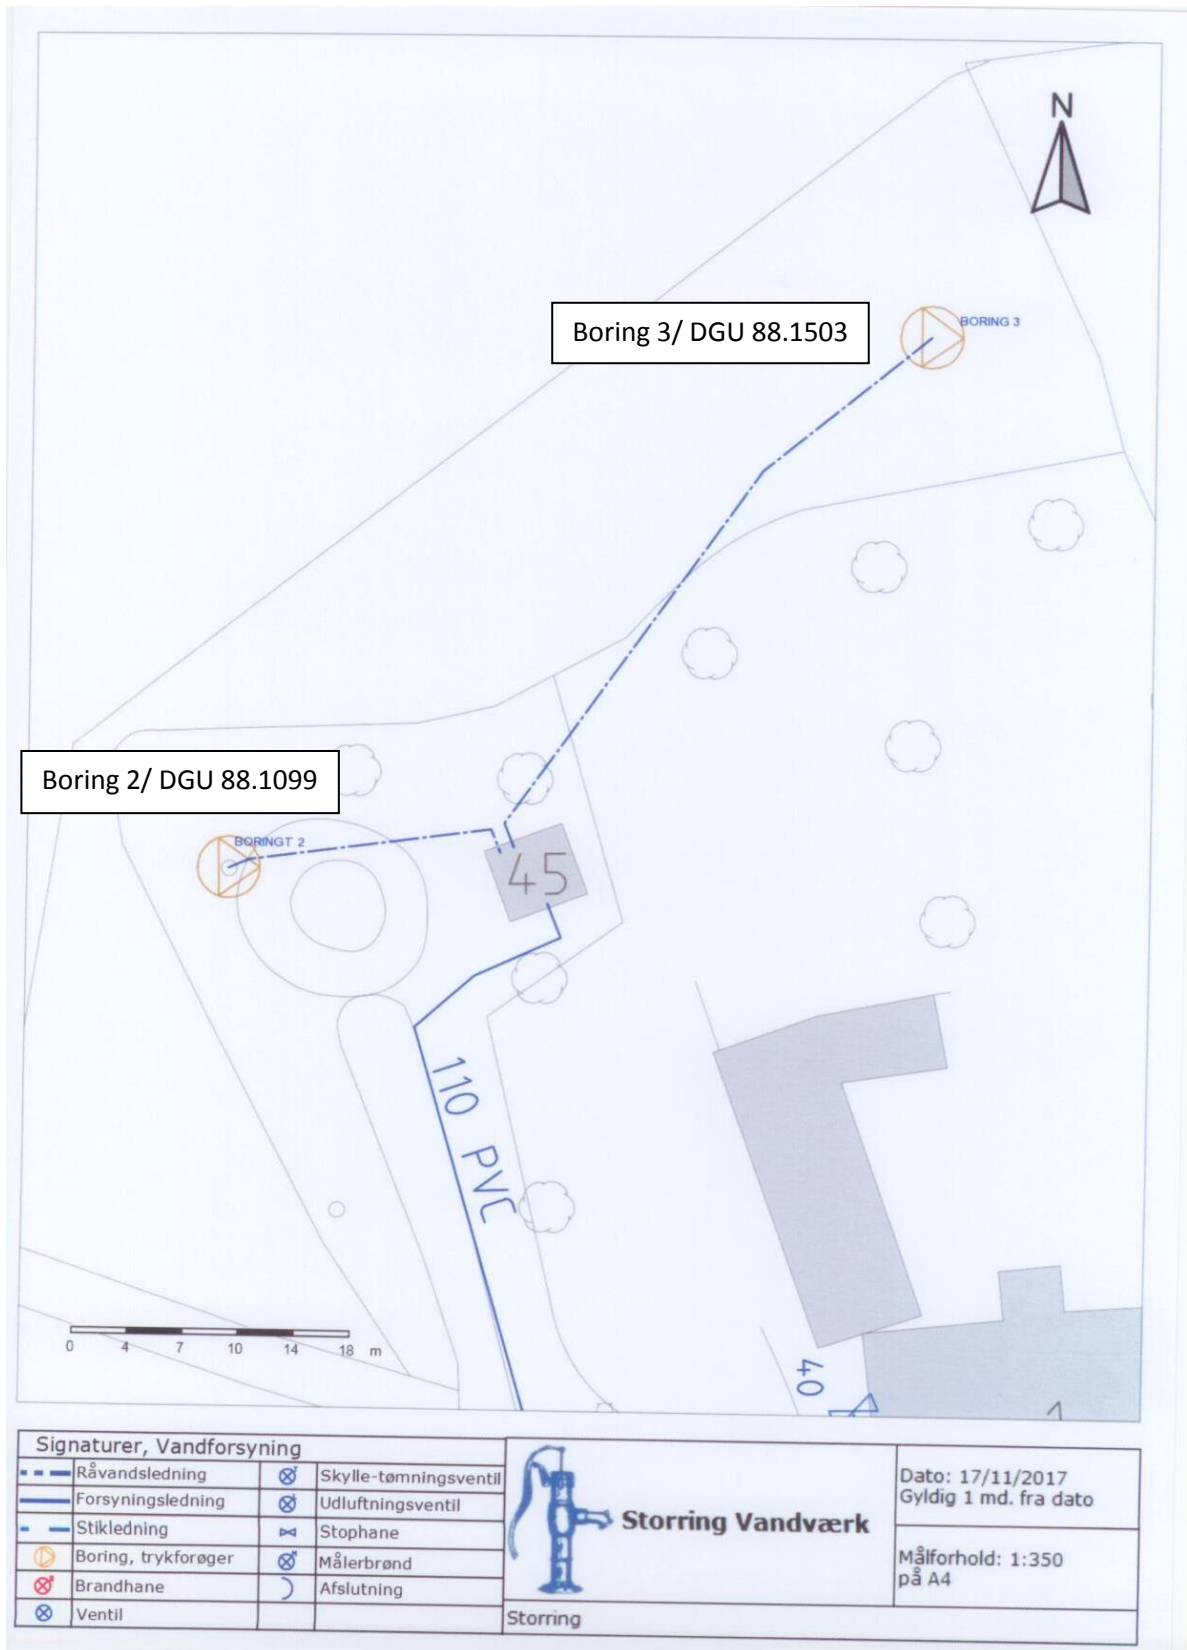 N
Boring 3/ DGU 88.1503
BORING 3
Boring 2/ DGU 88.1099
BORINGT 2
45
110 PVC
40
0 4 7 10 14 18 m
Signaturer, Vandforsyning
Råvandsledning
Skylle-tømningsventil
Forsyningsledning
Udluftningsventil
Stikledning
Stophane
Boring, trykforøger
Målerbrønd
Brandhane
Afslutning
Ventil
Storring Vandværk
Storring
Dato: 17/11/2017
Gyldig 1 md. fra dato
Målforhold: 1:350
på A4